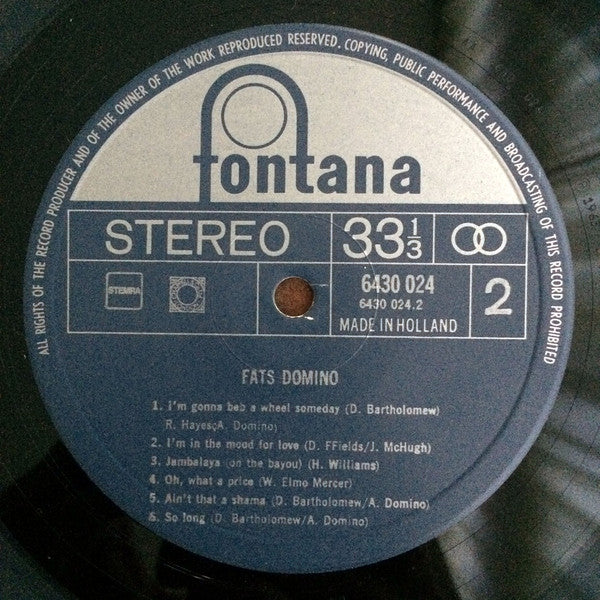 ALL RIGHTS OF THE RECORD PRODUCER AND OF THE OWNER OF THE WORK REPRODUCED RESERVED. COPYING, PUBLIC PERFORMANCE AND BROADCASTING OF THIS RECORD PROHIBITED
fontana
STEREO 33 1/3
STEMRA 6430 024 2
6430 024.2
MADE IN HOLLAND
FATS DOMINO
1. I'm gonna beb a wheel someday (D. Bartholomew)
R. HayesçA. Domino)
2. I'm in the mood for love (D. FFields/J. McHugh)
3. Jambalaya (on the bayou) (H. Williams)
4. Oh, what a price (W. Elmo Mercer)
5. Ain't that a shama (D. Bartholomew/A. Domino)
6. So long (D. Bartholomew/A. Domino)